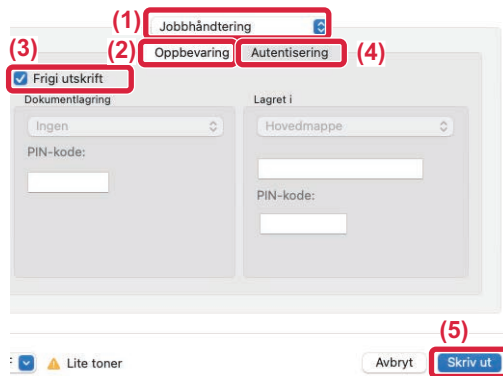 (1) Jobbhåndtering
(2) Oppbevaring Autentisering (4)
(3)
Frigi utskrift
Dokumentlagring Lagret i
Ingen Hovedmappe
PIN-kode:
PIN-kode:
(5)
Lite toner Avbryt Skriv ut